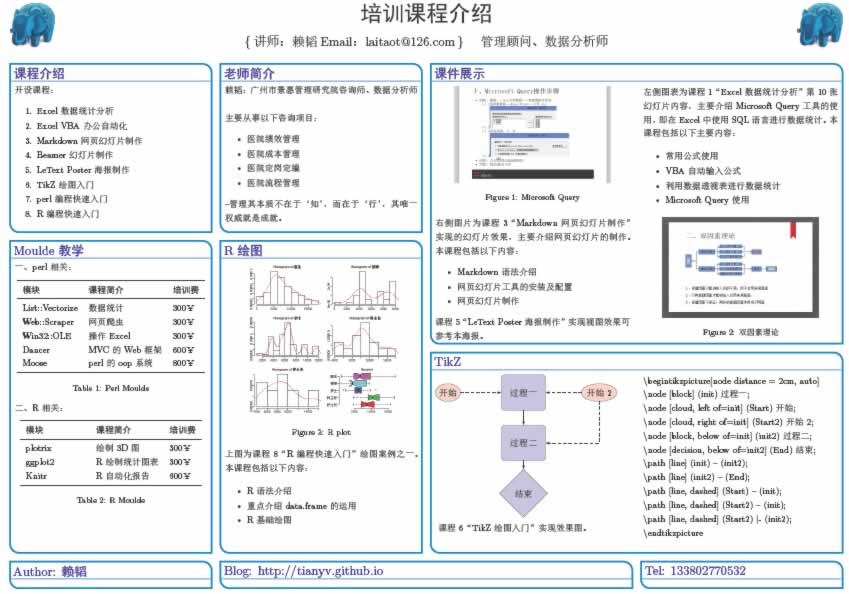 培训课程介绍
{ 讲师：赖韬 Email：laitaot@126.com } 管理顾问、数据分析师
课程介绍
开设课程：
1. Excel 数据统计分析
2. Excel VBA 办公自动化
3. Markdown 网页幻灯片制作
4. Beamer 幻灯片制作
5. LeText Poster 海报制作
6. TikZ 绘图入门
7. perl 编程快速入门
8. R 编程快速入门
老师简介
赖韬：广州市景惠管理研究院咨询师、数据分析师
主要从事以下咨询项目：
• 医院绩效管理
• 医院成本管理
• 医院定岗定编
• 医院流程管理
–管理其本质不在于‘知’，而在于‘行’，其唯一
权威就是成就。
课件展示
Microsoft Query操作步骤
Figure 1: Microsoft Query
左侧图表为课程 1 “Excel 数据统计分析” 第 10 张
幻灯片内容，主要介绍 Microsoft Query 工具的使
用，即在 Excel 中使用 SQL 语言进行数据统计。本
课程包括以下主要内容：
• 常用公式使用
• VBA 自动输入公式
• 利用数据透视表进行数据统计
• Microsoft Query 使用
右侧图片为课程 3 “Markdown 网页幻灯片制作”
实现的幻灯片效果，主要介绍网页幻灯片的制作。
本课程包括以下内容：
• Markdown 语法介绍
• 网页幻灯片工具的安装及配置
• 网页幻灯片制作
课程 5 “LeText Poster 海报制作” 实现视图效果可
参考本海报。
二、双因素理论
Figure 2: 双因素理论
Moulde 教学
一、perl 相关：
模块 课程简介 培训费
List::Vectorize 数据统计 300￥
Web::Scraper 网页爬虫 300￥
Win32::OLE 操作 Excel 300￥
Dancer MVC 的 Web 框架 600￥
Moose perl 的 oop 系统 800￥
Table 1: Perl Moulde
二、R 相关：
模块 课程简介 培训费
plotrix 绘制 3D 图 300￥
ggplot2 R 绘制统计图表 300￥
Knitr R 自动化报告 600￥
Table 2: R Moulde
R 绘图
Figure 3: R plot
上图为课程 8 “R 编程快速入门” 绘图案例之一。
本课程包括以下内容：
• R 语法介绍
• 重点介绍 data.frame 的运用
• R 基础绘图
TikZ
开始
过程一
开始 2
过程二
结束
课程 6 “TikZ 绘图入门” 实现效果图。
\begintikzpicture[node distance = 2cm, auto]
\node [block] (init) 过程一;
\node [cloud, left of=init] (Start) 开始;
\node [cloud, right of=init] (Start2) 开始 2;
\node [block, below of=init] (init2) 过程二;
\node [decision, below of=init2] (End) 结束;
\path [line] (init) – (init2);
\path [line] (init2) – (End);
\path [line, dashed] (Start) – (init);
\path [line, dashed] (Start2) – (init);
\path [line, dashed] (Start2) |- (init2);
\endtikzpicture
Author: 赖韬
Blog: http://tianyv.github.io
Tel: 133802770532